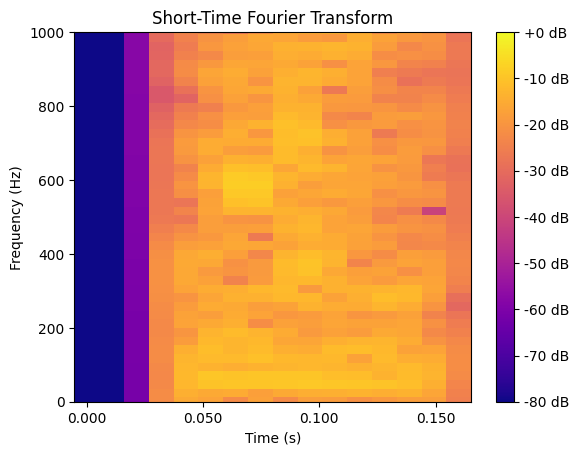 Short-Time Fourier Transform
1000
800
600
400
200
0
Frequency (Hz)
0.000
0.050
0.100
0.150
Time (s)
+0 dB
-10 dB
-20 dB
-30 dB
-40 dB
-50 dB
-60 dB
-70 dB
-80 dB